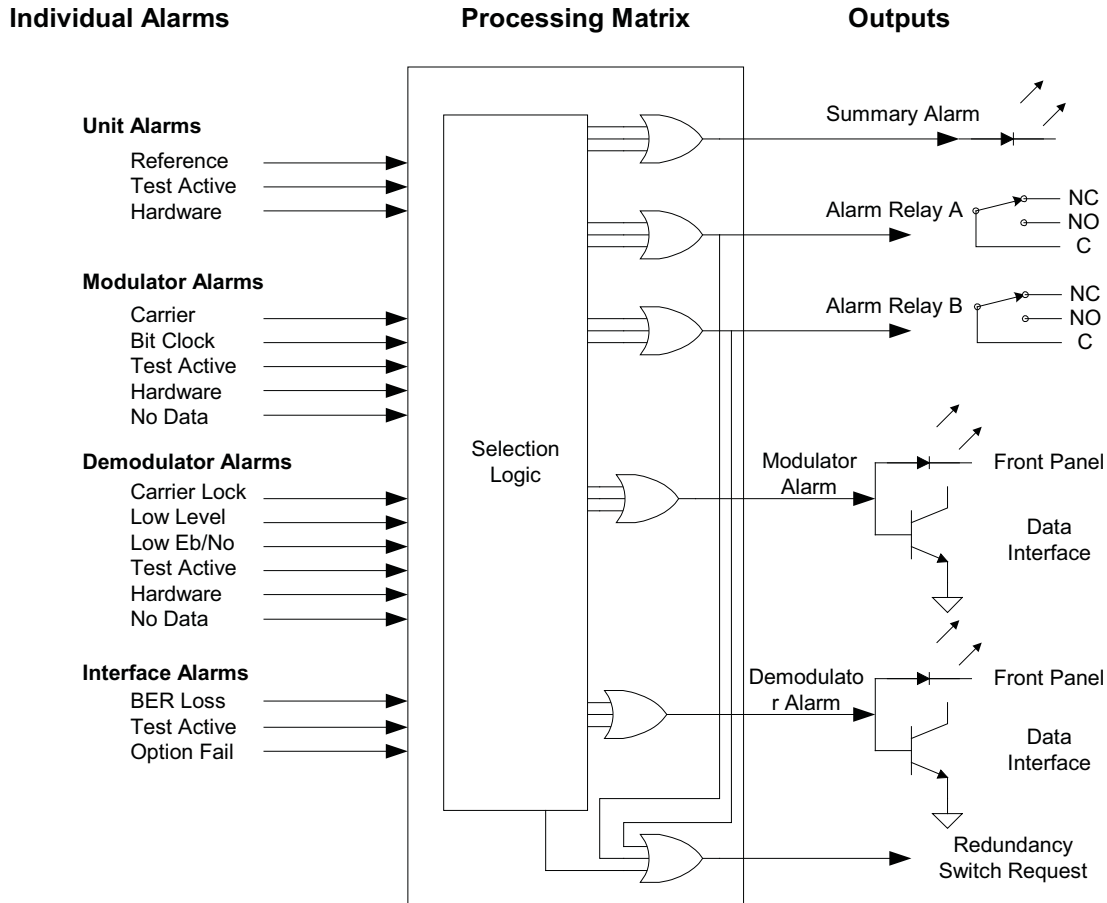 Individual Alarms
Processing Matrix
Outputs
Unit Alarms
Reference
Test Active
Hardware
Modulator Alarms
Carrier
Bit Clock
Test Active
Hardware
No Data
Demodulator Alarms
Carrier Lock
Low Level
Low Eb/No
Test Active
Hardware
No Data
Interface Alarms
BER Loss
Test Active
Option Fail
Selection
Logic
Summary Alarm
Alarm Relay A
NC
NO
C
Alarm Relay B
NC
NO
C
Modulator
Alarm
Front Panel
Data
Interface
Demodulato
r Alarm
Front Panel
Data
Interface
Redundancy
Switch Request